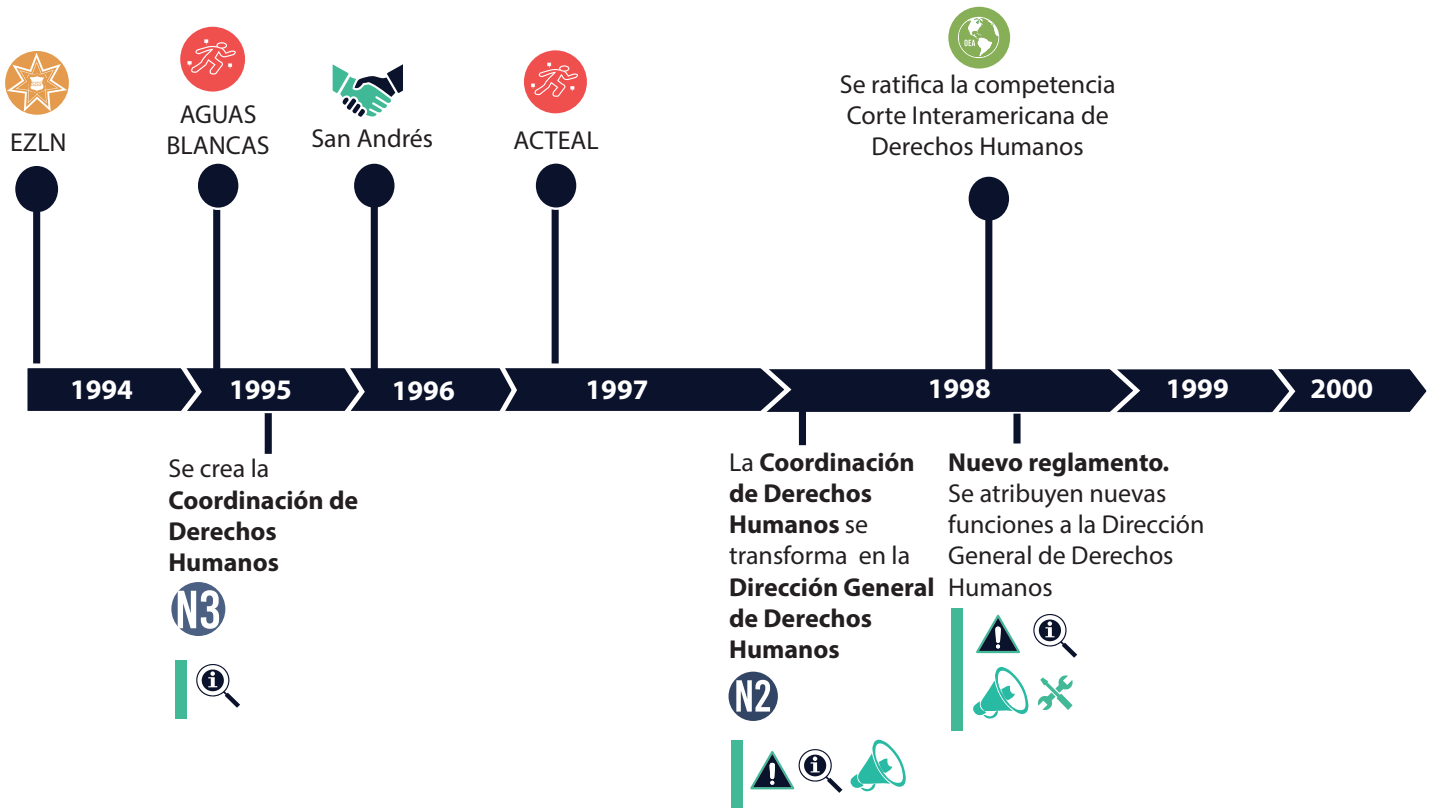 OEA
Se ratifica la competencia
Corte Interamericana de
Derechos Humanos
EZLN
AGUAS
BLANCAS
San Andrés
ACTEAL
1994
1995
1996
1997
1998
1999
2000
Se crea la
Coordinación de
Derechos
Humanos
N3
La Coordinación
de Derechos
Humanos se
transforma en la
Dirección General
de Derechos
Humanos
N2
Nuevo reglamento.
Se atribuyen nuevas
funciones a la Dirección
General de Derechos
Humanos